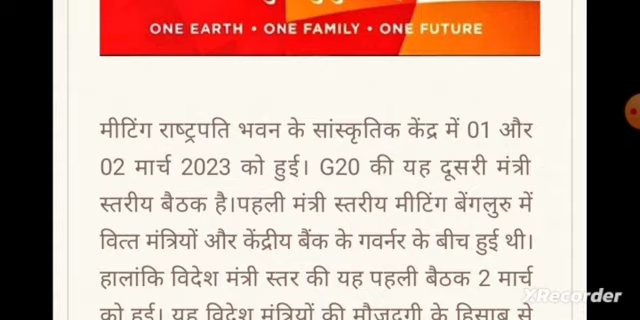 ONE EARTH • ONE FAMILY • ONE FUTURE
मीटिंग राष्ट्रपति भवन के सांस्कृतिक केंद्र में 01 और
02 मार्च 2023 को हुई। G20 की यह दूसरी मंत्री
स्तरीय बैठक है।पहली मंत्री स्तरीय मीटिंग बेंगलुरु में
वित्त मंत्रियों और केंद्रीय बैंक के गवर्नर के बीच हुई थी।
हालांकि विदेश मंत्री स्तर की यह पहली बैठक 2 मार्च
को हुई। यह विदेश मंत्रियों की मौजूदगी के हिसाब से
XRecorder